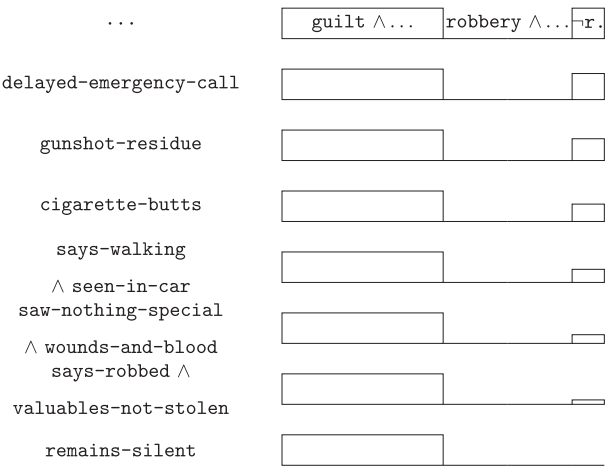 ... guilt ∧... robbery ∧... ¬r.
delayed-emergency-call
gunshot-residue
cigarette-butts
says-walking
∧ seen-in-car
saw-nothing-special
∧ wounds-and-blood
says-robbed ∧
valuables-not-stolen
remains-silent